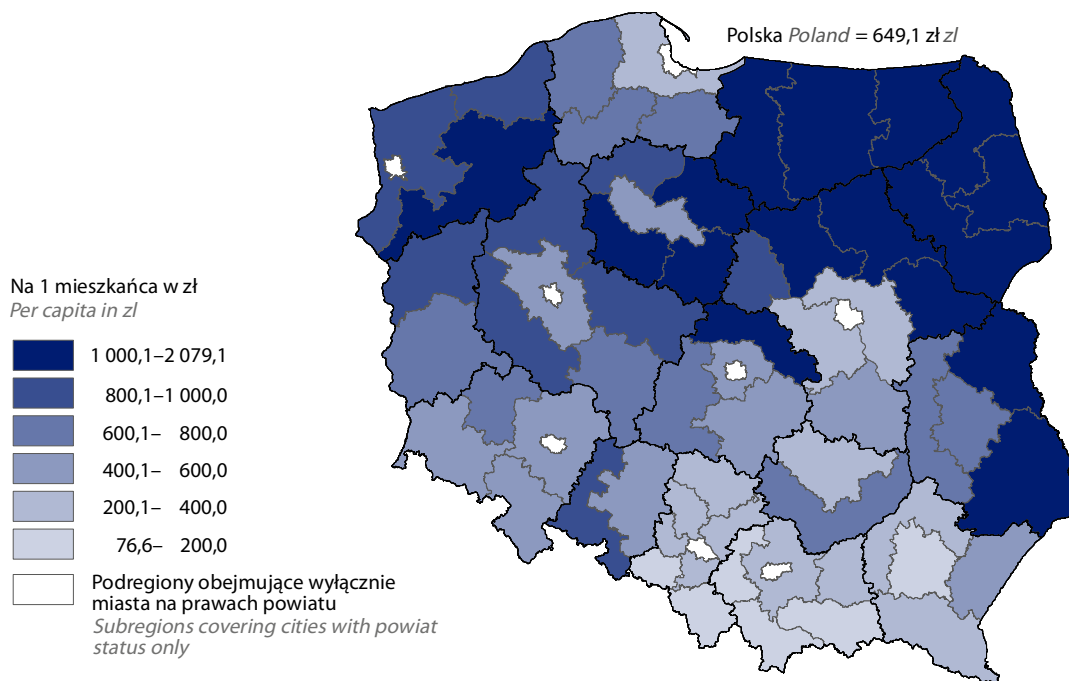 Polska Poland = 649,1 zł zl
Na 1 mieszkańca w zł
Per capita in zl
1 000,1–2 079,1
800,1–1 000,0
600,1– 800,0
400,1– 600,0
200,1– 400,0
76,6– 200,0
Podregiony obejmujące wyłącznie
miasta na prawach powiatu
Subregions covering cities with powiat
status only